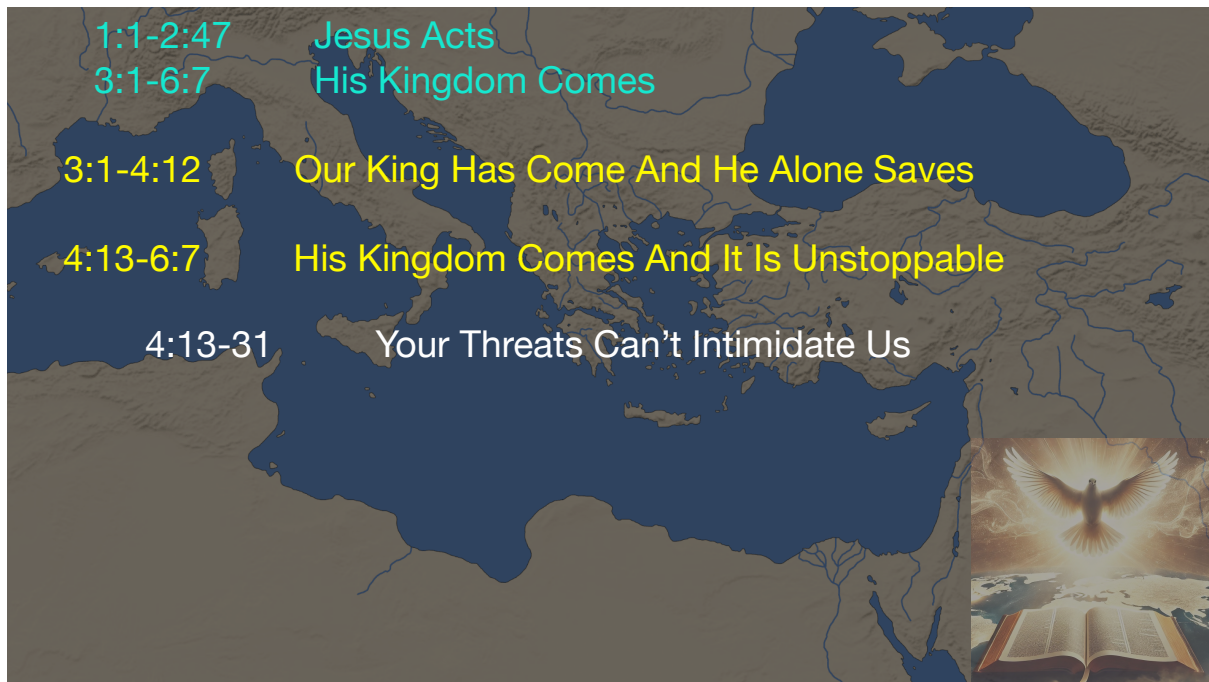 1:1-2:47 Jesus Acts
3:1-6:7 His Kingdom Comes
3:1-4:12 Our King Has Come And He Alone Saves
4:13-6:7 His Kingdom Comes And It Is Unstoppable
4:13-31 Your Threats Can’t Intimidate Us